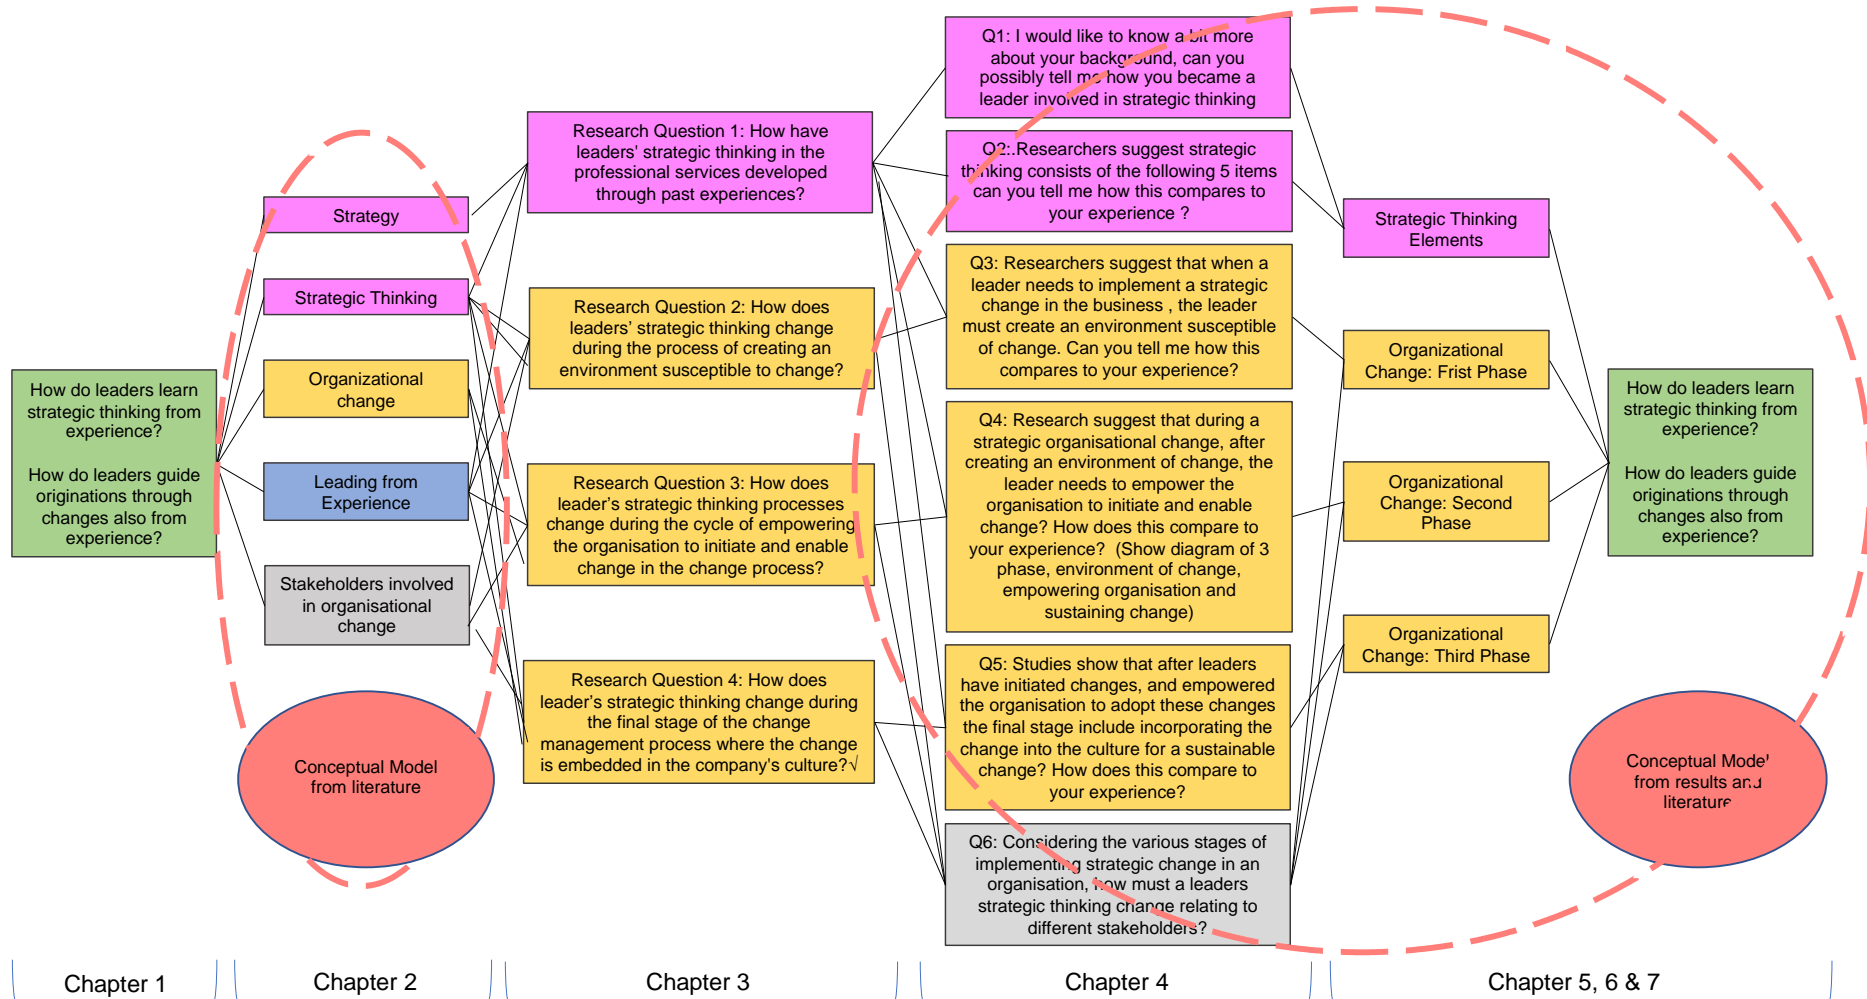 How do leaders learn
strategic thinking from
experience?
How do leaders guide
originations through
changes also from
experience?
Strategy
Strategic Thinking
Organizational
change
Leading from
Experience
Stakeholders involved
in organisational
change
Conceptual Model
from literature
Research Question 1: How have
leaders' strategic thinking in the
professional services developed
through past experiences?
Research Question 2: How does
leaders’ strategic thinking change
during the process of creating an
environment susceptible to change?
Research Question 3: How does
leader’s strategic thinking processes
change during the cycle of empowering
the organisation to initiate and enable
change in the change process?
Research Question 4: How does
leader’s strategic thinking change during
the final stage of the change
management process where the change
is embedded in the company's culture?√
Q1: I would like to know a bit more
about your background, can you
possibly tell me how you became a
leader involved in strategic thinking
Q2:.Researchers suggest strategic
thinking consists of the following 5 items
can you tell me how this compares to
your experience ?
Q3: Researchers suggest that when a
leader needs to implement a strategic
change in the business , the leader
must create an environment susceptible
of change. Can you tell me how this
compares to your experience?
Q4: Research suggest that during a
strategic organisational change, after
creating an environment of change, the
leader needs to empower the
organisation to initiate and enable
change? How does this compare to
your experience? (Show diagram of 3
phase, environment of change,
empowering organisation and
sustaining change)
Q5: Studies show that after leaders
have initiated changes, and empowered
the organisation to adopt these changes
the final stage include incorporating the
change into the culture for a sustainable
change? How does this compare to
your experience?
Q6: Considering the various stages of
implementing strategic change in an
organisation, how must a leaders
strategic thinking change relating to
different stakeholders?
Strategic Thinking
Elements
Organizational
Change: Frist Phase
Organizational
Change: Second
Phase
Organizational
Change: Third Phase
How do leaders learn
strategic thinking from
experience?
How do leaders guide
originations through
changes also from
experience?
Conceptual Model
from results and
literature
Chapter 1
Chapter 2
Chapter 3
Chapter 4
Chapter 5, 6 & 7